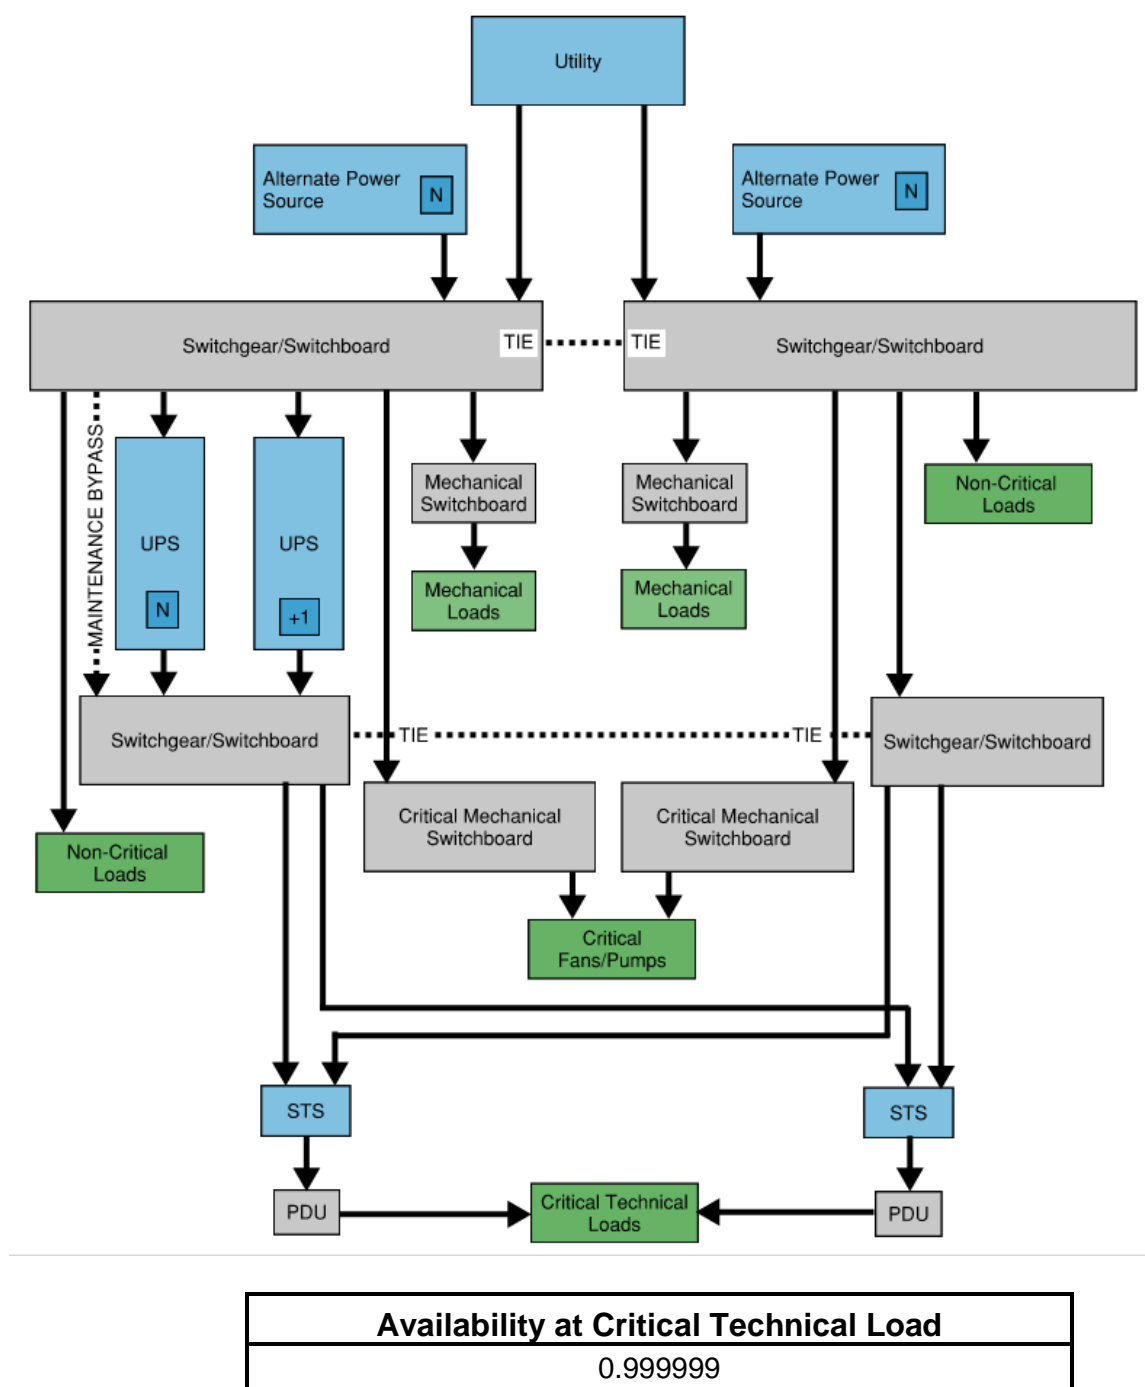 Utility
Alternate Power
Source
N
Alternate Power
Source
N
Switchgear/Switchboard
TIE
TIE
Switchgear/Switchboard
MAINTENANCE BYPASS
UPS
N
UPS
+1
Mechanical
Switchboard
Mechanical
Switchboard
Non-Critical
Loads
Mechanical
Loads
Mechanical
Loads
Switchgear/Switchboard
TIE
TIE
Switchgear/Switchboard
Critical Mechanical
Switchboard
Critical Mechanical
Switchboard
Non-Critical
Loads
Critical
Fans/Pumps
STS
STS
PDU
Critical Technical
Loads
PDU
Availability at Critical Technical Load
0.999999